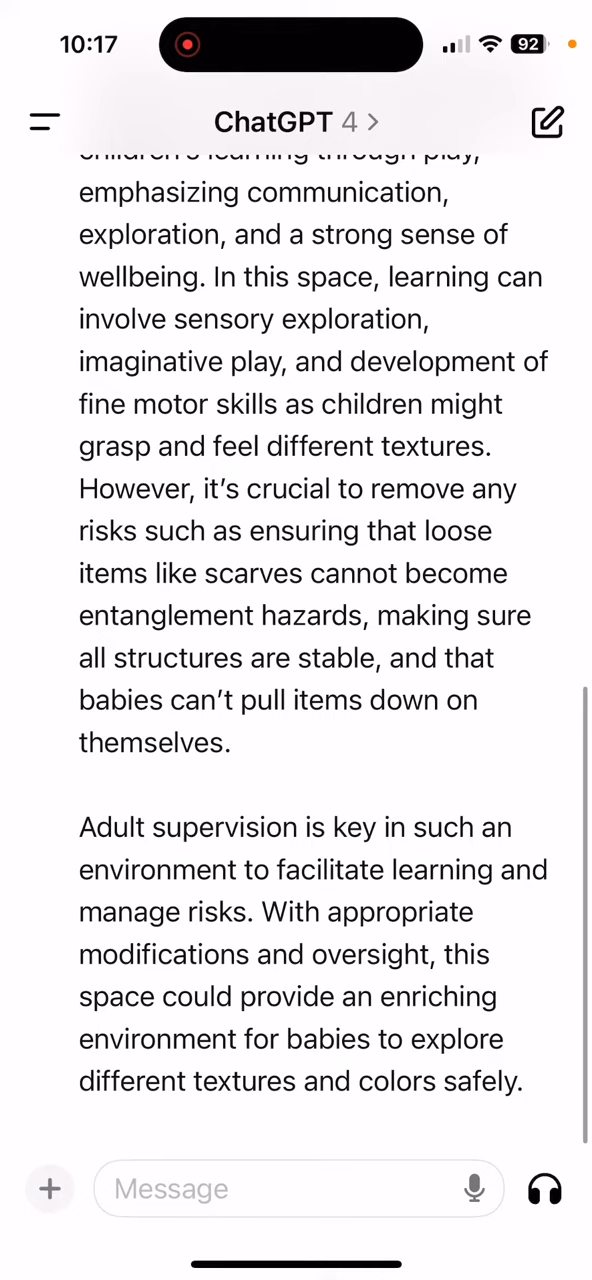 10:17
92
ChatGPT 4 >
children's learning through play,
emphasizing communication,
exploration, and a strong sense of
wellbeing. In this space, learning can
involve sensory exploration,
imaginative play, and development of
fine motor skills as children might
grasp and feel different textures.
However, it’s crucial to remove any
risks such as ensuring that loose
items like scarves cannot become
entanglement hazards, making sure
all structures are stable, and that
babies can’t pull items down on
themselves.
Adult supervision is key in such an
environment to facilitate learning and
manage risks. With appropriate
modifications and oversight, this
space could provide an enriching
environment for babies to explore
different textures and colors safely.
Message